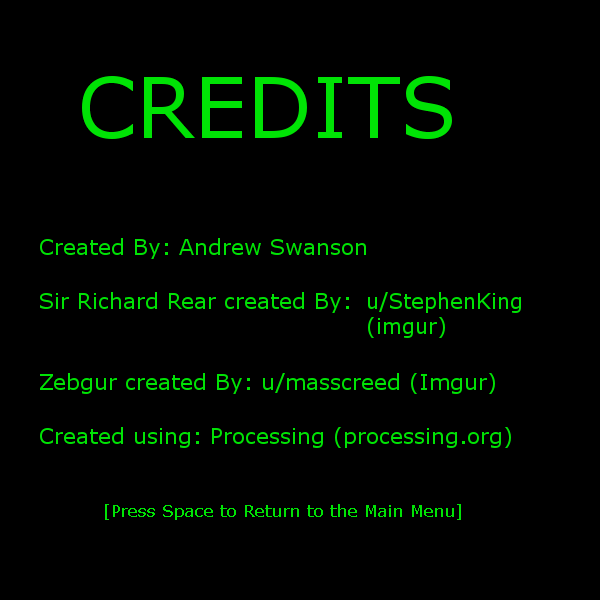 CREDITS
Created By: Andrew Swanson
Sir Richard Rear created By: u/StephenKing
(imgur)
Zebgur created By: u/masscreed (Imgur)
Created using: Processing (processing.org)
[Press Space to Return to the Main Menu]